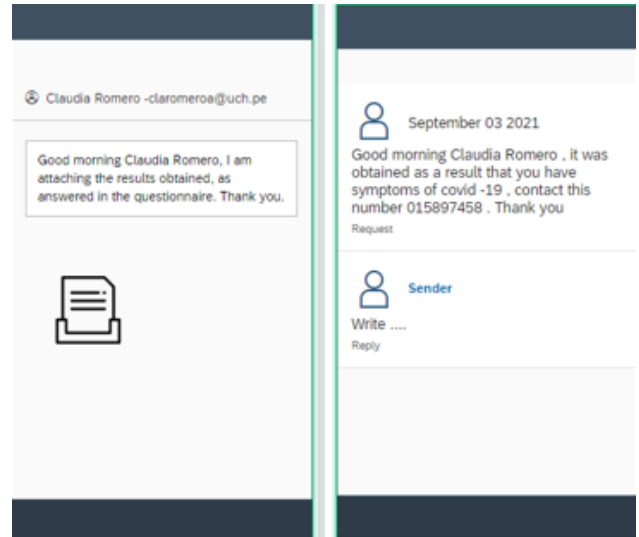 Claudia Romero -claromeroa@uch.pe
Good morning Claudia Romero, I am
attaching the results obtained, as
answered in the questionnaire. Thank you.
September 03 2021
Good morning Claudia Romero , it was
obtained as a result that you have
symptoms of covid -19 , contact this
number 015897458 . Thank you
Request
Sender
Write ....
Reply